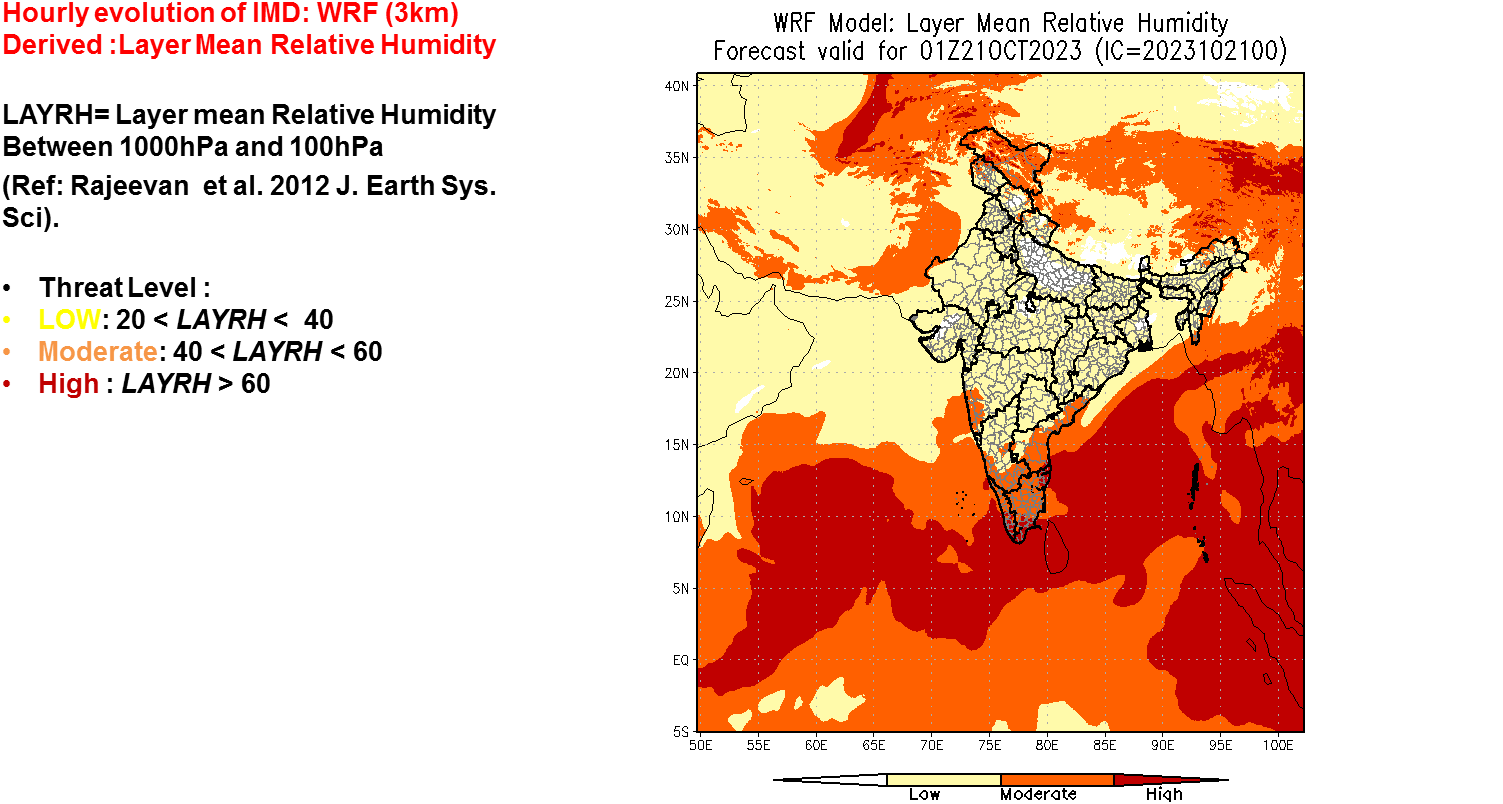 Hourly evolution of IMD: WRF (3km)
Derived :Layer Mean Relative Humidity
LAYRH= Layer mean Relative Humidity
Between 1000hPa and 100hPa
(Ref: Rajeevan et al. 2012 J. Earth Sys.
Sci).
• Threat Level :
• LOW: 20 < LAYRH < 40
• Moderate: 40 < LAYRH < 60
• High : LAYRH > 60
WRF Model: Layer Mean Relative Humidity
Forecast valid for 01Z21OCT2023 (IC=2023102100)
40N
35N
30N
25N
20N
15N
10N
5N
EQ
5S
50E 55E 60E 65E 70E 75E 80E 85E 90E 95E 100E
Low Moderate High